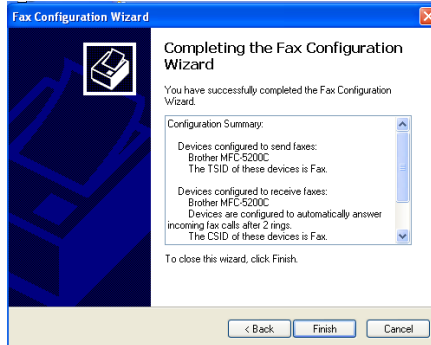 Fax Configuration Wizard
Completing the Fax Configuration
Wizard
You have successfully completed the Fax Configuration
Wizard.
Configuration Summary:
Devices configured to send faxes:
Brother MFC-5200C
The TSID of these devices is Fax.
Devices configured to receive faxes:
Brother MFC-5200C
Devices are configured to automatically answer
incoming fax calls after 2 rings.
The CSID of these devices is Fax.
To close this wizard, click Finish.
< Back Finish Cancel